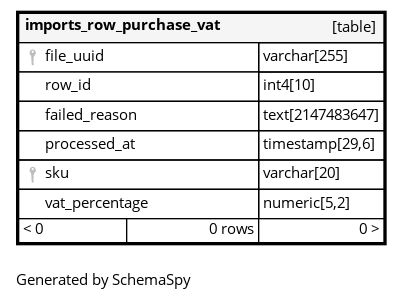 imports_row_purchase_vat [table]
file_uuid varchar[255]
row_id int4[10]
failed_reason text[2147483647]
processed_at timestamp[29,6]
sku varchar[20]
vat_percentage numeric[5,2]
< 0 0 rows 0 >
Generated by SchemaSpy